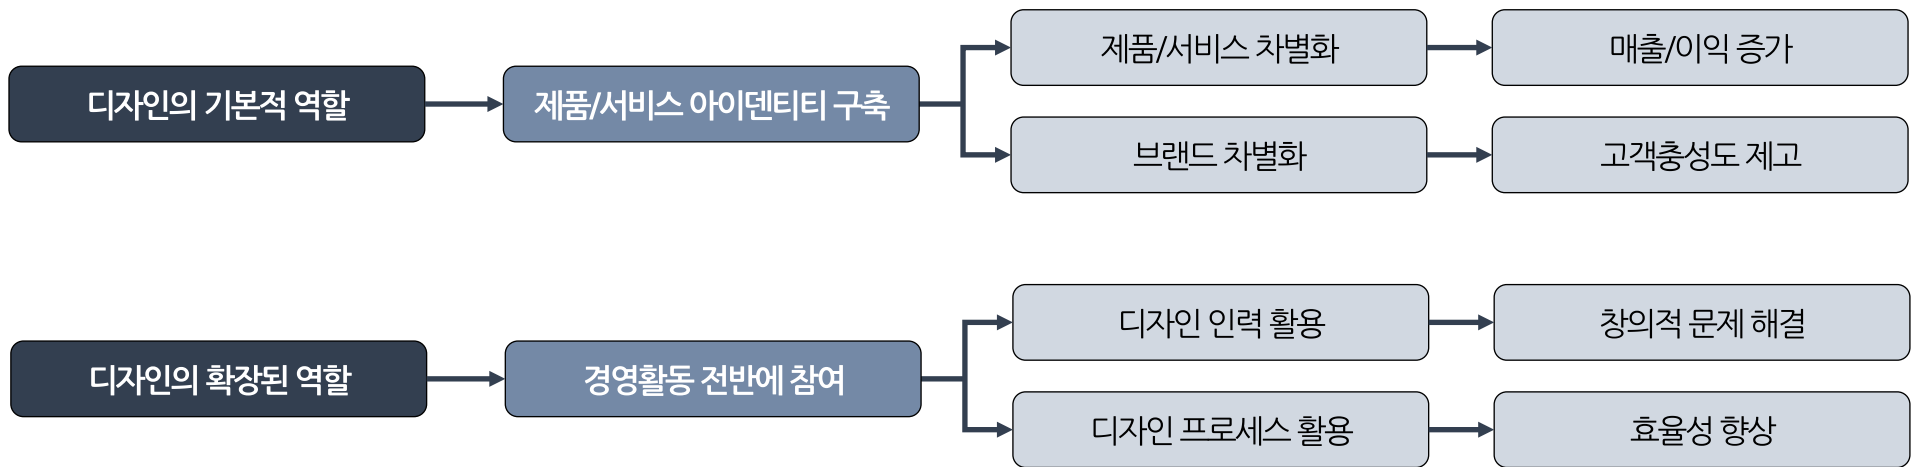 디자인의 기본적 역할
제품/서비스 아이덴티티 구축
제품/서비스 차별화
매출/이익 증가
브랜드 차별화
고객충성도 제고
디자인의 확장된 역할
경영활동 전반에 참여
디자인 인력 활용
창의적 문제 해결
디자인 프로세스 활용
효율성 향상